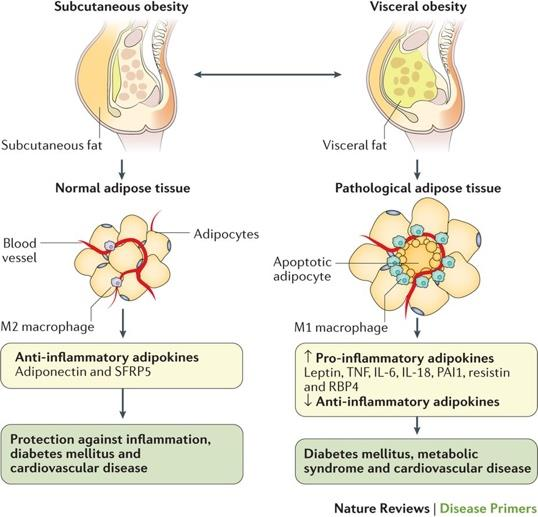 Subcutaneous obesity
Visceral obesity
Subcutaneous fat
Visceral fat
Normal adipose tissue
Pathological adipose tissue
Blood
vessel
Adipocytes
M2 macrophage
Apoptotic
adipocyte
M1 macrophage
Anti-inflammatory adipokines
Adiponectin and SFRP5
↑ Pro-inflammatory adipokines
Leptin, TNF, IL-6, IL-18, PAI1, resistin
and RBP4
↓ Anti-inflammatory adipokines
Protection against inflammation,
diabetes mellitus and
cardiovascular disease
Diabetes mellitus, metabolic
syndrome and cardiovascular disease
Nature Reviews | Disease Primers